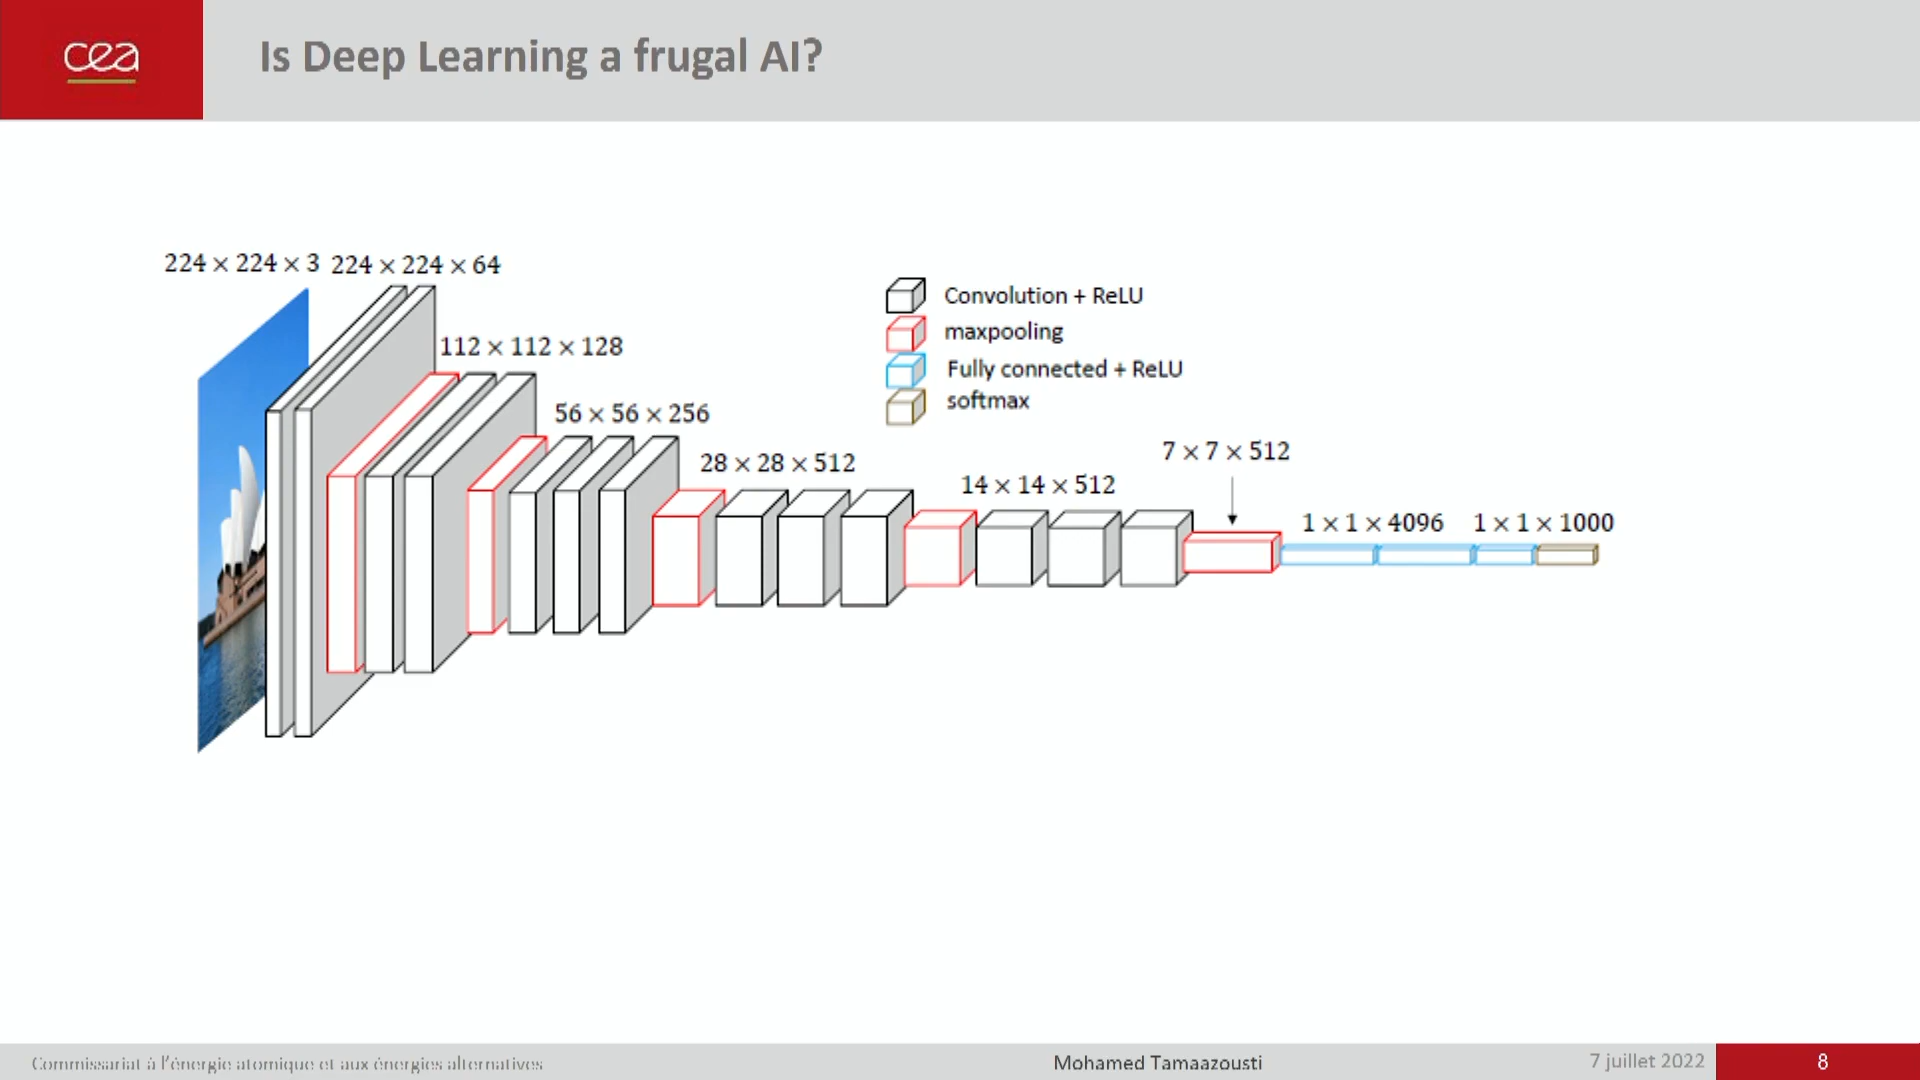 cea
Is Deep Learning a frugal AI?
224 × 224 × 3
224 × 224 × 64
112 × 112 × 128
56 × 56 × 256
28 × 28 × 512
14 × 14 × 512
7 × 7 × 512
1 × 1 × 4096
1 × 1 × 1000
Convolution + ReLU
maxpooling
Fully connected + ReLU
softmax
Commissariat à l'énergie atomique et aux énergies alternatives
Mohamed Tamaazousti
7 juillet 2022
8